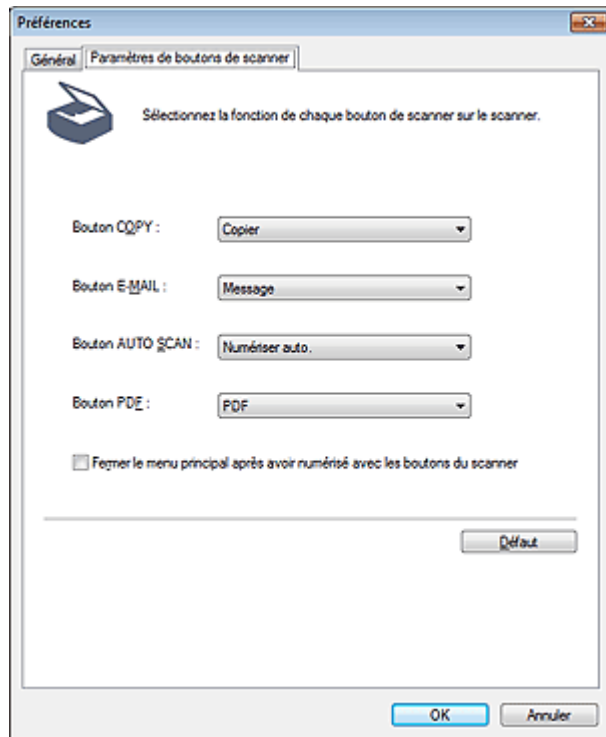 Préférences
Général
Paramètres de boutons de scanner
Sélectionnez la fonction de chaque bouton de scanner sur le scanner.
Bouton COPY : Copier
Bouton E-MAIL : Message
Bouton AUTO SCAN : Numériser auto.
Bouton PDF : PDF
Fermer le menu principal après avoir numérisé avec les boutons du scanner
Défaut
OK Annuler